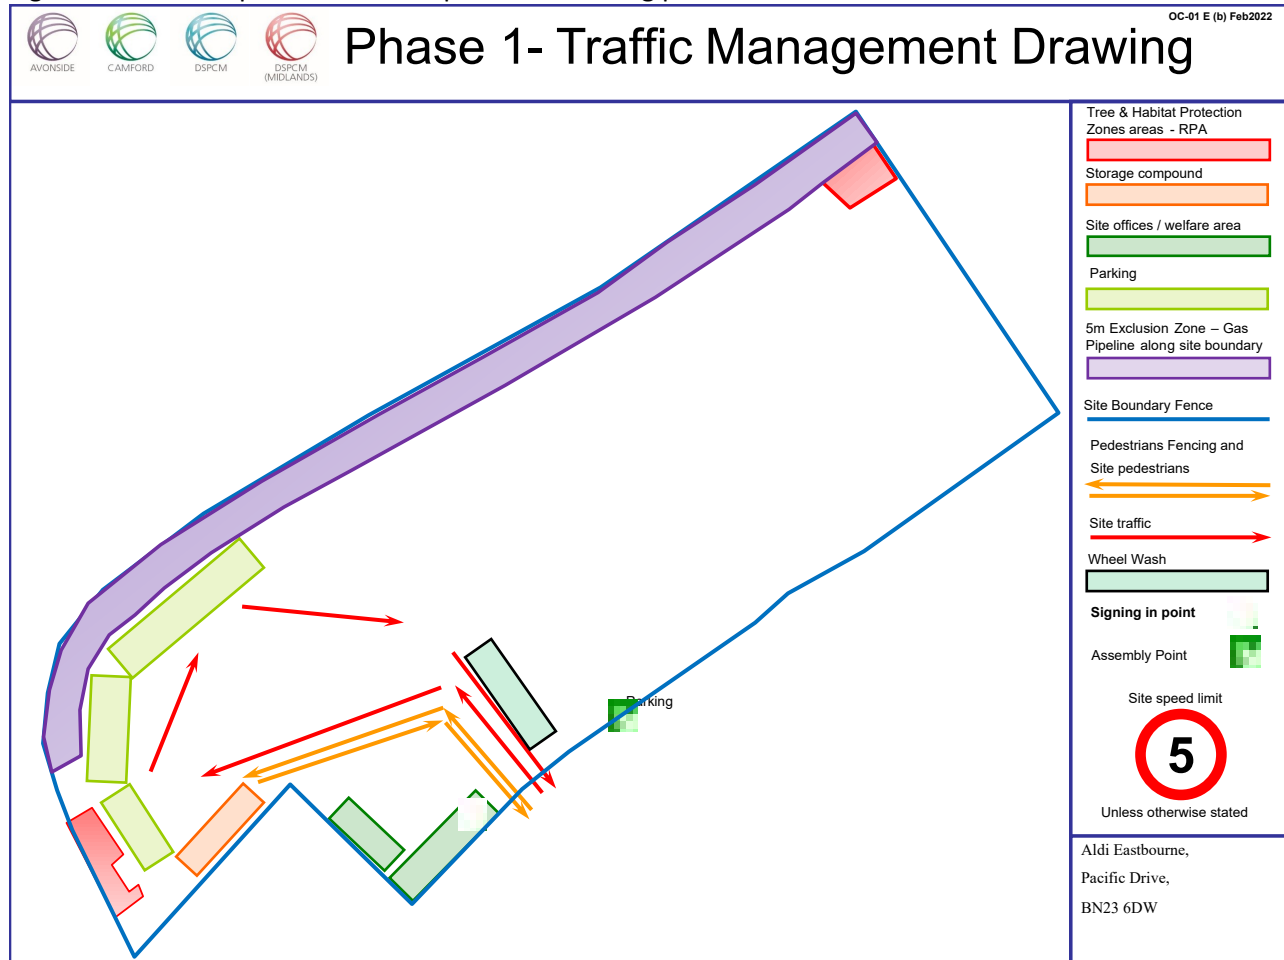 OC-01 E (b) Feb2022
AVONSIDE
CAMFORD
DSPCM
DSPCM
(MIDLANDS)
Phase 1- Traffic Management Drawing
Tree & Habitat Protection
Zones areas - RPA
Storage compound
Site offices / welfare area
Parking
5m Exclusion Zone – Gas
Pipeline along site boundary
Site Boundary Fence
Pedestrians Fencing and
Site pedestrians
Site traffic
Wheel Wash
Signing in point
Assembly Point
Site speed limit
5
Unless otherwise stated
Parking
Aldi Eastbourne,
Pacific Drive,
BN23 6DW